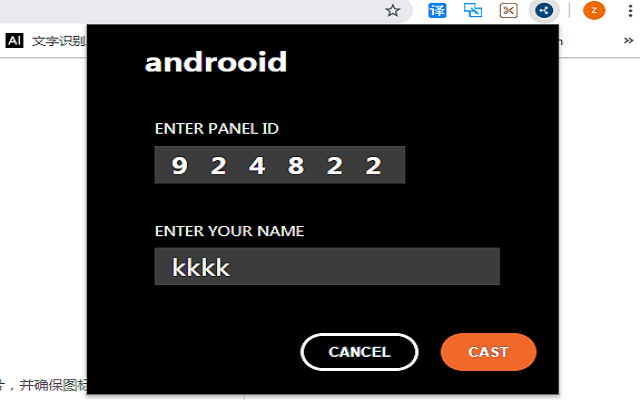 译
z
AI 文字识别
androoid
ENTER PANEL ID
9 2 4 8 2 2
ENTER YOUR NAME
kkkk
CANCEL CAST
，并确保图标